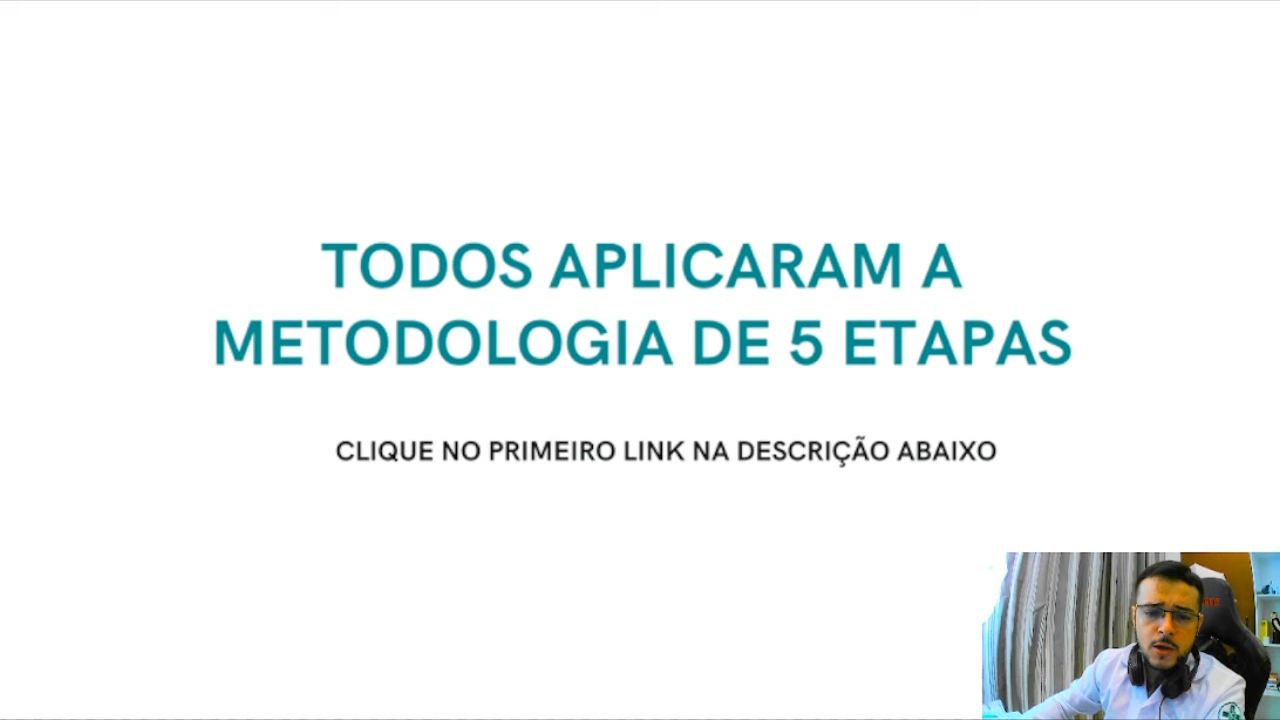 TODOS APLICARAM A
METODOLOGIA DE 5 ETAPAS
CLIQUE NO PRIMEIRO LINK NA DESCRIÇÃO ABAIXO